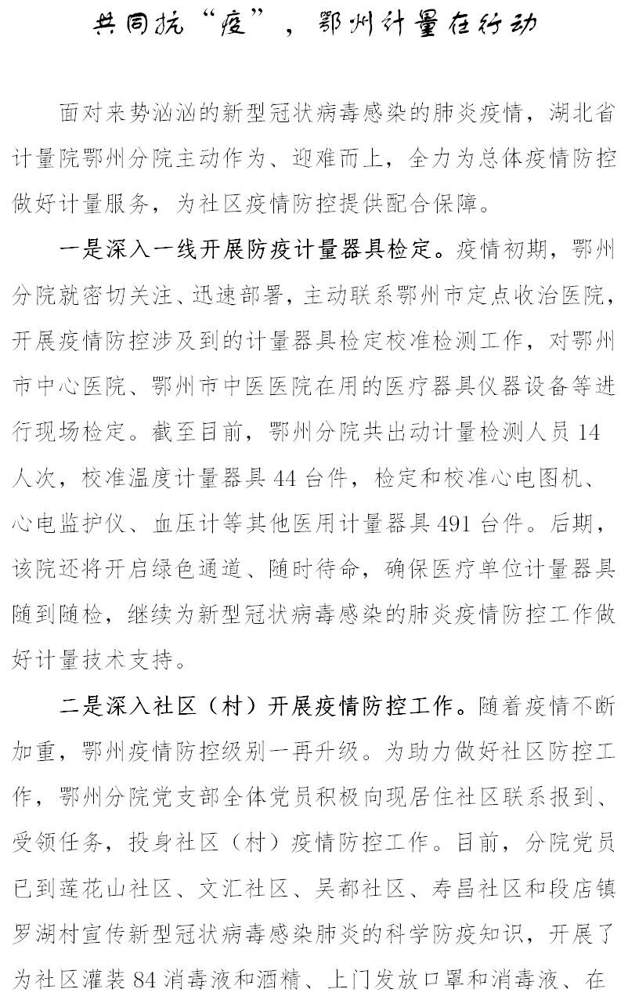 共同抗“疫”，鄂州计量在行动
面对来势汹汹的新型冠状病毒感染的肺炎疫情，湖北省
计量院鄂州分院主动作为、迎难而上，全力为总体疫情防控
做好计量服务，为社区疫情防控提供配合保障。
一是深入一线开展防疫计量器具检定。疫情初期，鄂州
分院就密切关注、迅速部署，主动联系鄂州市定点收治医院，
开展疫情防控涉及到的计量器具检定校准检测工作，对鄂州
市中心医院、鄂州市中医医院在用的医疗器具仪器设备等进
行现场检定。截至目前，鄂州分院共出动计量检测人员 14
人次，校准温度计量器具 44 台件，检定和校准心电图机、
心电监护仪、血压计等其他医用计量器具 491 台件。后期，
该院还将开启绿色通道、随时待命，确保医疗单位计量器具
随到随检，继续为新型冠状病毒感染的肺炎疫情防控工作做
好计量技术支持。
二是深入社区（村）开展疫情防控工作。随着疫情不断
加重，鄂州疫情防控级别一再升级。为助力做好社区防控工
作，鄂州分院党支部全体党员积极向现居住社区联系报到、
受领任务，投身社区（村）疫情防控工作。目前，分院党员
已到莲花山社区、文汇社区、吴都社区、寿昌社区和段店镇
罗湖村宣传新型冠状病毒感染肺炎的科学防疫知识，开展了
为社区灌装 84 消毒液和酒精、上门发放口罩和消毒液、在